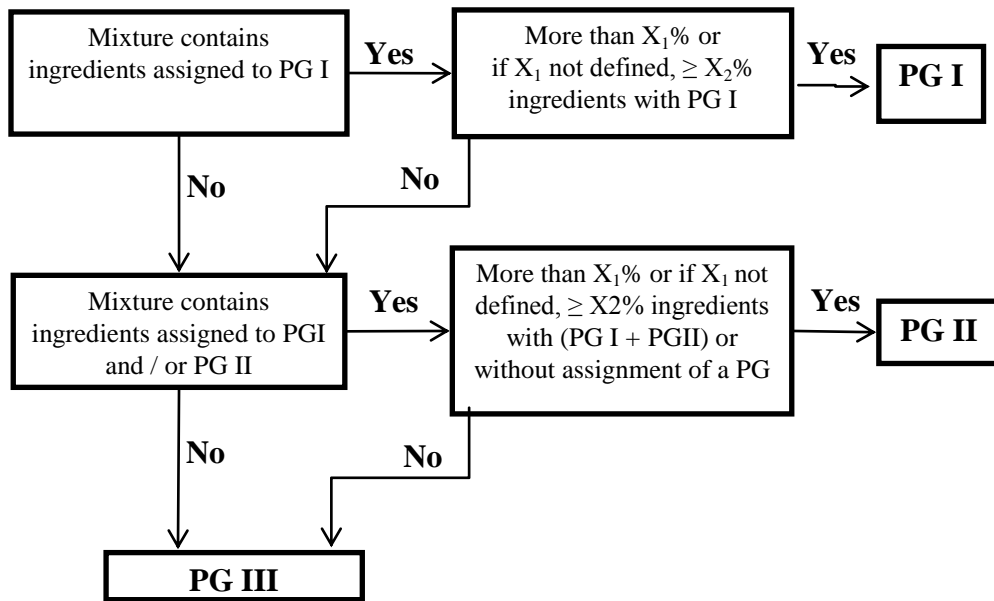 Mixture contains
ingredients assigned to PG I
Yes
More than X₁% or
if X₁ not defined, ≥ X₂%
ingredients with PG I
Yes
PG I
No
No
Mixture contains
ingredients assigned to PGI
and / or PG II
Yes
More than X₁% or if X₁ not
defined, ≥ X2% ingredients
with (PG I + PGII) or
without assignment of a PG
Yes
PG II
No
No
PG III